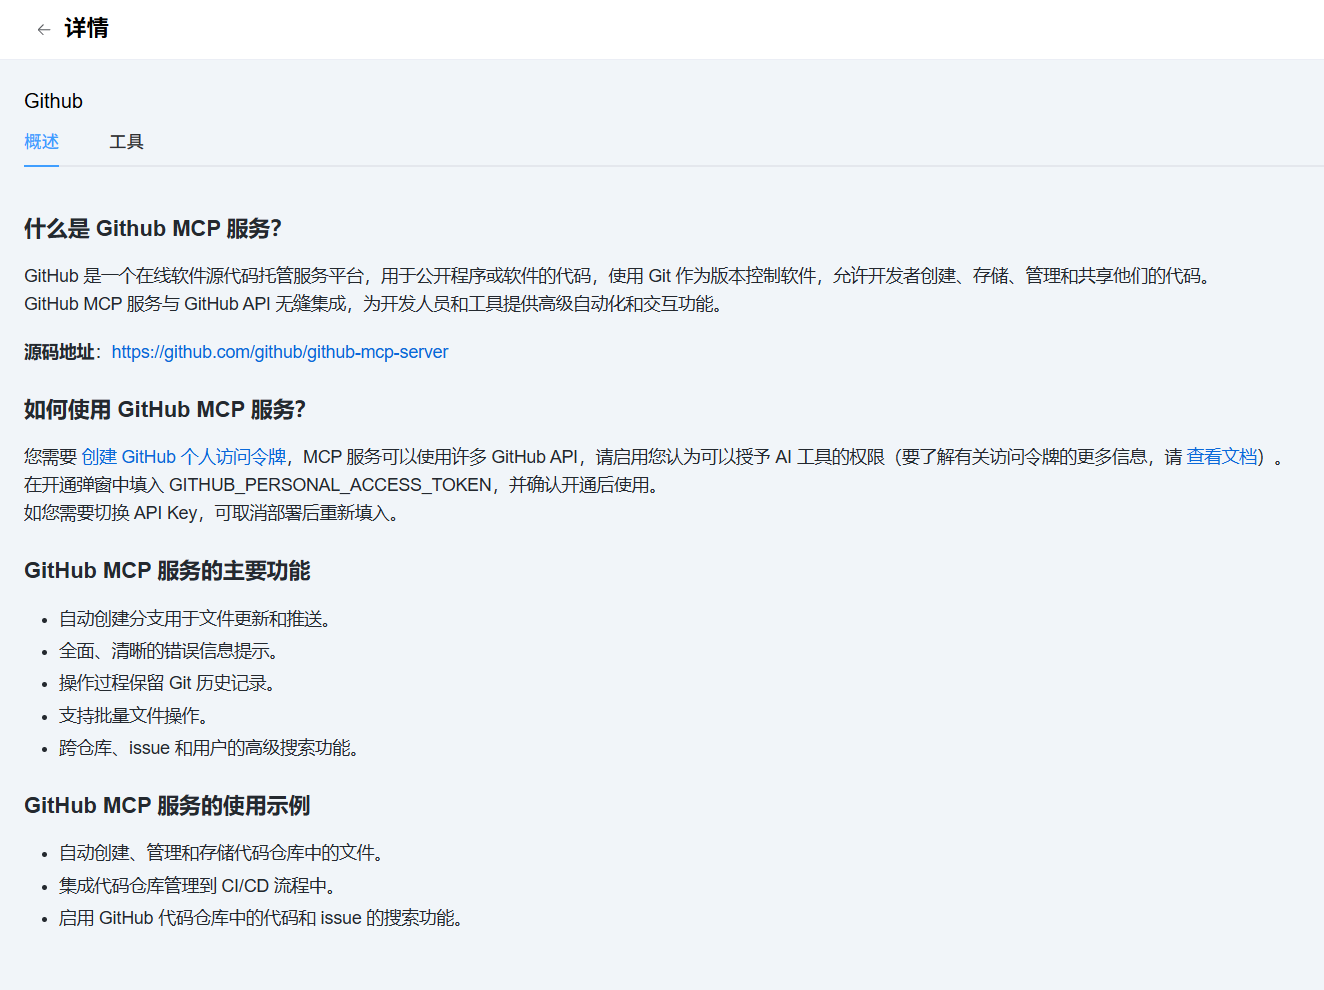 ← 详情
Github
概述 工具
什么是 Github MCP 服务？
GitHub 是一个在线软件源代码托管服务平台，用于公开程序或软件的代码，使用 Git 作为版本控制软件，允许开发者创建、存储、管理和共享他们的代码。
GitHub MCP 服务与 GitHub API 无缝集成，为开发人员和工具提供高级自动化和交互功能。
源码地址：https://github.com/github/github-mcp-server
如何使用 GitHub MCP 服务？
您需要 创建 GitHub 个人访问令牌，MCP 服务可以使用许多 GitHub API，请启用您认为可以授予 AI 工具的权限（要了解有关访问令牌的更多信息，请 查看文档）。
在开通弹窗中填入 GITHUB_PERSONAL_ACCESS_TOKEN，并确认开通后使用。
如您需要切换 API Key，可取消部署后重新填入。
GitHub MCP 服务的主要功能
• 自动创建分支用于文件更新和推送。
• 全面、清晰的错误信息提示。
• 操作过程保留 Git 历史记录。
• 支持批量文件操作。
• 跨仓库、issue 和用户的高级搜索功能。
GitHub MCP 服务的使用示例
• 自动创建、管理和存储代码仓库中的文件。
• 集成代码仓库管理到 CI/CD 流程中。
• 启用 GitHub 代码仓库中的代码和 issue 的搜索功能。